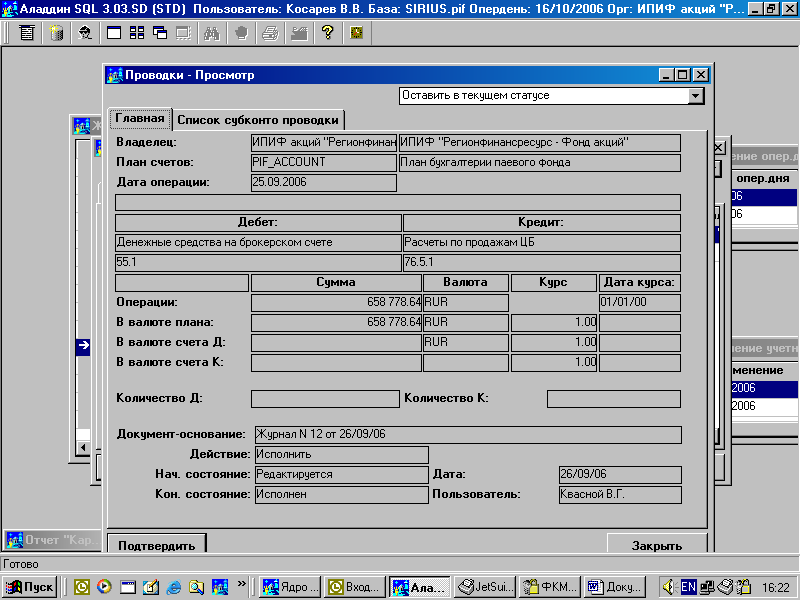 Аладдин SQL 3.03.SD (STD) Пользователь: Косарев В.В. База: SIRIUS.pif Опердень: 16/10/2006 Орг: ИПИФ акций "Р...
Проводки - Просмотр
Оставить в текущем статусе
Главная Список субконто проводки
Владелец: ИПИФ акций "Регионфинан ИПИФ "Регионфинансресурс - Фонд акций"
План счетов: PIF_ACCOUNT План бухгалтерии паевого фонда
Дата операции: 25.09.2006
Дебет: Кредит:
Денежные средства на брокерском счете Расчеты по продажам ЦБ
55.1 76.5.1
Сумма Валюта Курс Дата курса:
Операции: 658 778.64 RUR 01/01/00
В валюте плана: 658 778.64 RUR 1.00
В валюте счета Д: RUR 1.00
В валюте счета К: 1.00
Количество Д: Количество К:
Документ-основание: Журнал N 12 от 26/09/06
Действие: Исполнить
Нач. состояние: Редактируется Дата: 26/09/06
Кон. состояние: Исполнен Пользователь: Квасной В.Г.
Подтвердить Закрыть
ение опер.д
опер.дня
06
06
ение учетн
менение
2006
2006
Отчет "Кар...
Готово
Пуск » Ядро ... Вход... Ала... JetSui... ФКМ... Доку... EN 16:22